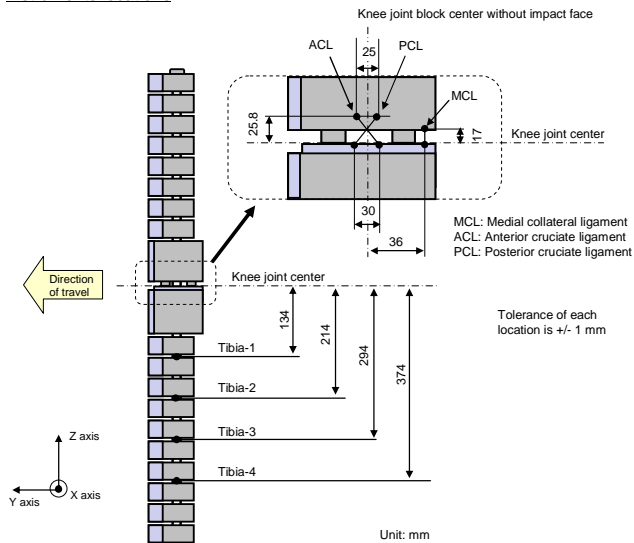 Knee joint block center without impact face
ACL
25
PCL
MCL
25.8
17
Knee joint center
30
36
MCL: Medial collateral ligament
ACL: Anterior cruciate ligament
PCL: Posterior cruciate ligament
Direction
of travel
Knee joint center
134
214
294
374
Tolerance of each
location is +/- 1 mm
Tibia-1
Tibia-2
Tibia-3
Tibia-4
Z axis
Y axis
X axis
Unit: mm